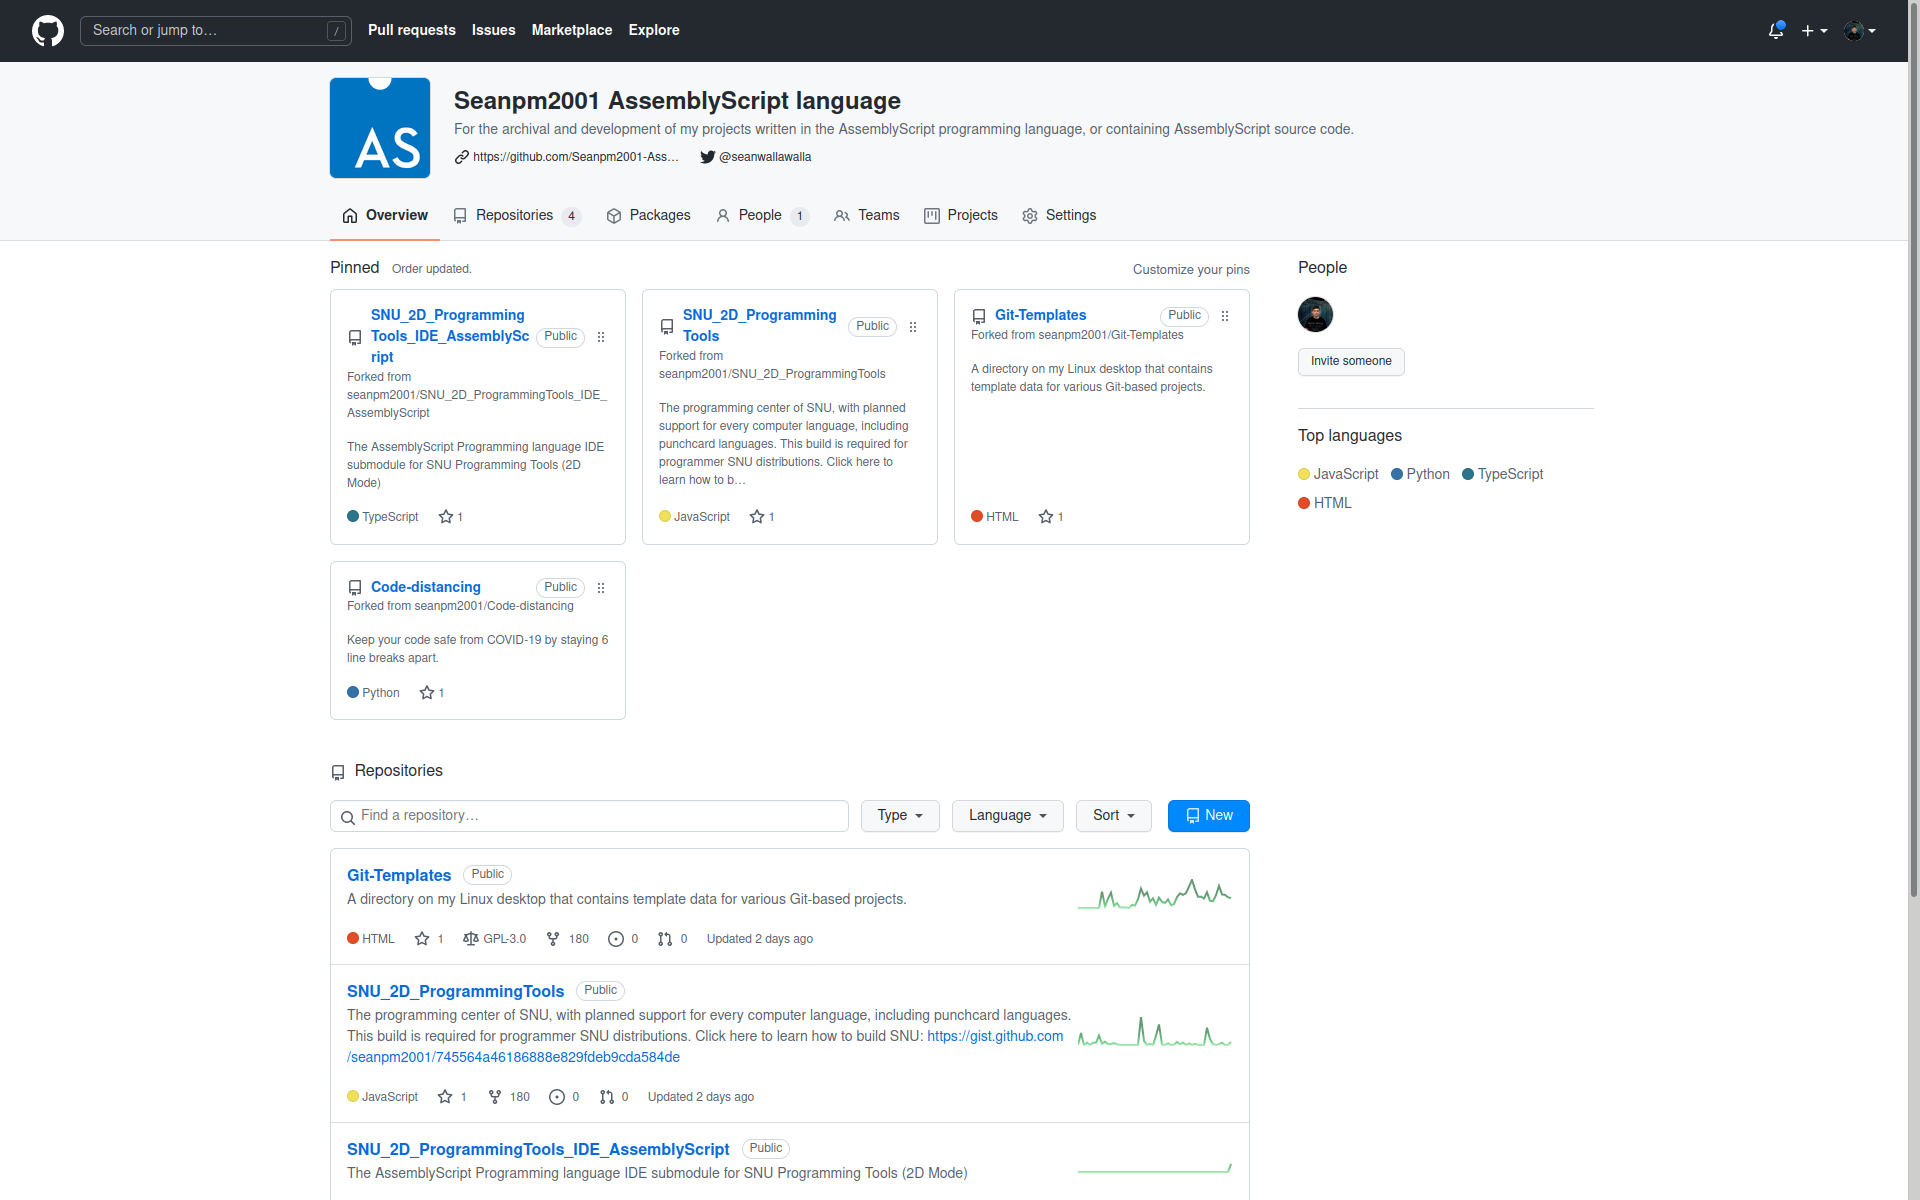 Search or jump to… /
Pull requests Issues Marketplace Explore
AS
Seanpm2001 AssemblyScript language
For the archival and development of my projects written in the AssemblyScript programming language, or containing AssemblyScript source code.
https://github.com/Seanpm2001-Ass… @seanwallawalla
Overview Repositories 4 Packages People 1 Teams Projects Settings
Pinned Order updated. Customize your pins
SNU_2D_Programming
Tools_IDE_AssemblySc
ript
Public
Forked from
seanpm2001/SNU_2D_ProgrammingTools_IDE_
AssemblyScript
The AssemblyScript Programming language IDE
submodule for SNU Programming Tools (2D
Mode)
TypeScript 1
SNU_2D_Programming
Tools
Public
Forked from
seanpm2001/SNU_2D_ProgrammingTools
The programming center of SNU, with planned
support for every computer language, including
punchcard languages. This build is required for
programmer SNU distributions. Click here to
learn how to b…
JavaScript 1
Git-Templates Public
Forked from seanpm2001/Git-Templates
A directory on my Linux desktop that contains
template data for various Git-based projects.
HTML 1
Code-distancing Public
Forked from seanpm2001/Code-distancing
Keep your code safe from COVID-19 by staying 6
line breaks apart.
Python 1
People
Invite someone
Top languages
JavaScript Python TypeScript
HTML
Repositories
Find a repository… Type Language Sort New
Git-Templates Public
A directory on my Linux desktop that contains template data for various Git-based projects.
HTML 1 GPL-3.0 180 0 0 Updated 2 days ago
SNU_2D_ProgrammingTools Public
The programming center of SNU, with planned support for every computer language, including punchcard languages.
This build is required for programmer SNU distributions. Click here to learn how to build SNU: https://gist.github.com
/seanpm2001/745564a46186888e829fdeb9cda584de
JavaScript 1 180 0 0 Updated 2 days ago
SNU_2D_ProgrammingTools_IDE_AssemblyScript Public
The AssemblyScript Programming language IDE submodule for SNU Programming Tools (2D Mode)